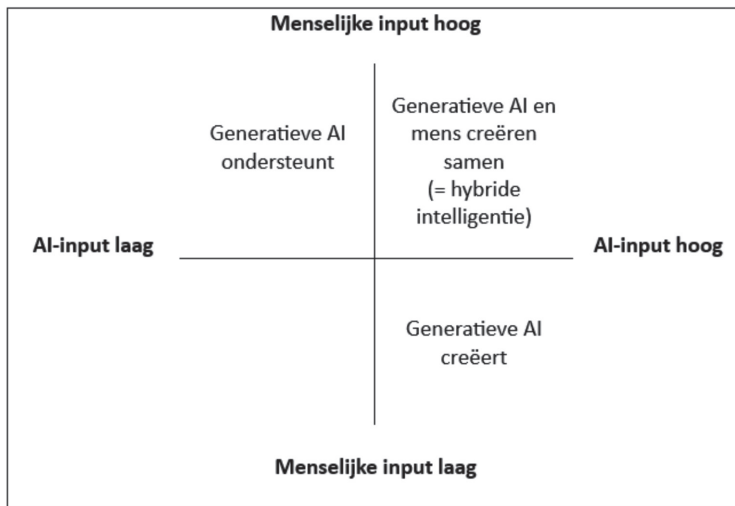 Menselijke input hoog
Generatieve AI
ondersteunt
Generatieve AI en
mens creëren
samen
(= hybride
intelligentie)
AI-input laag
AI-input hoog
Generatieve AI
creëert
Menselijke input laag